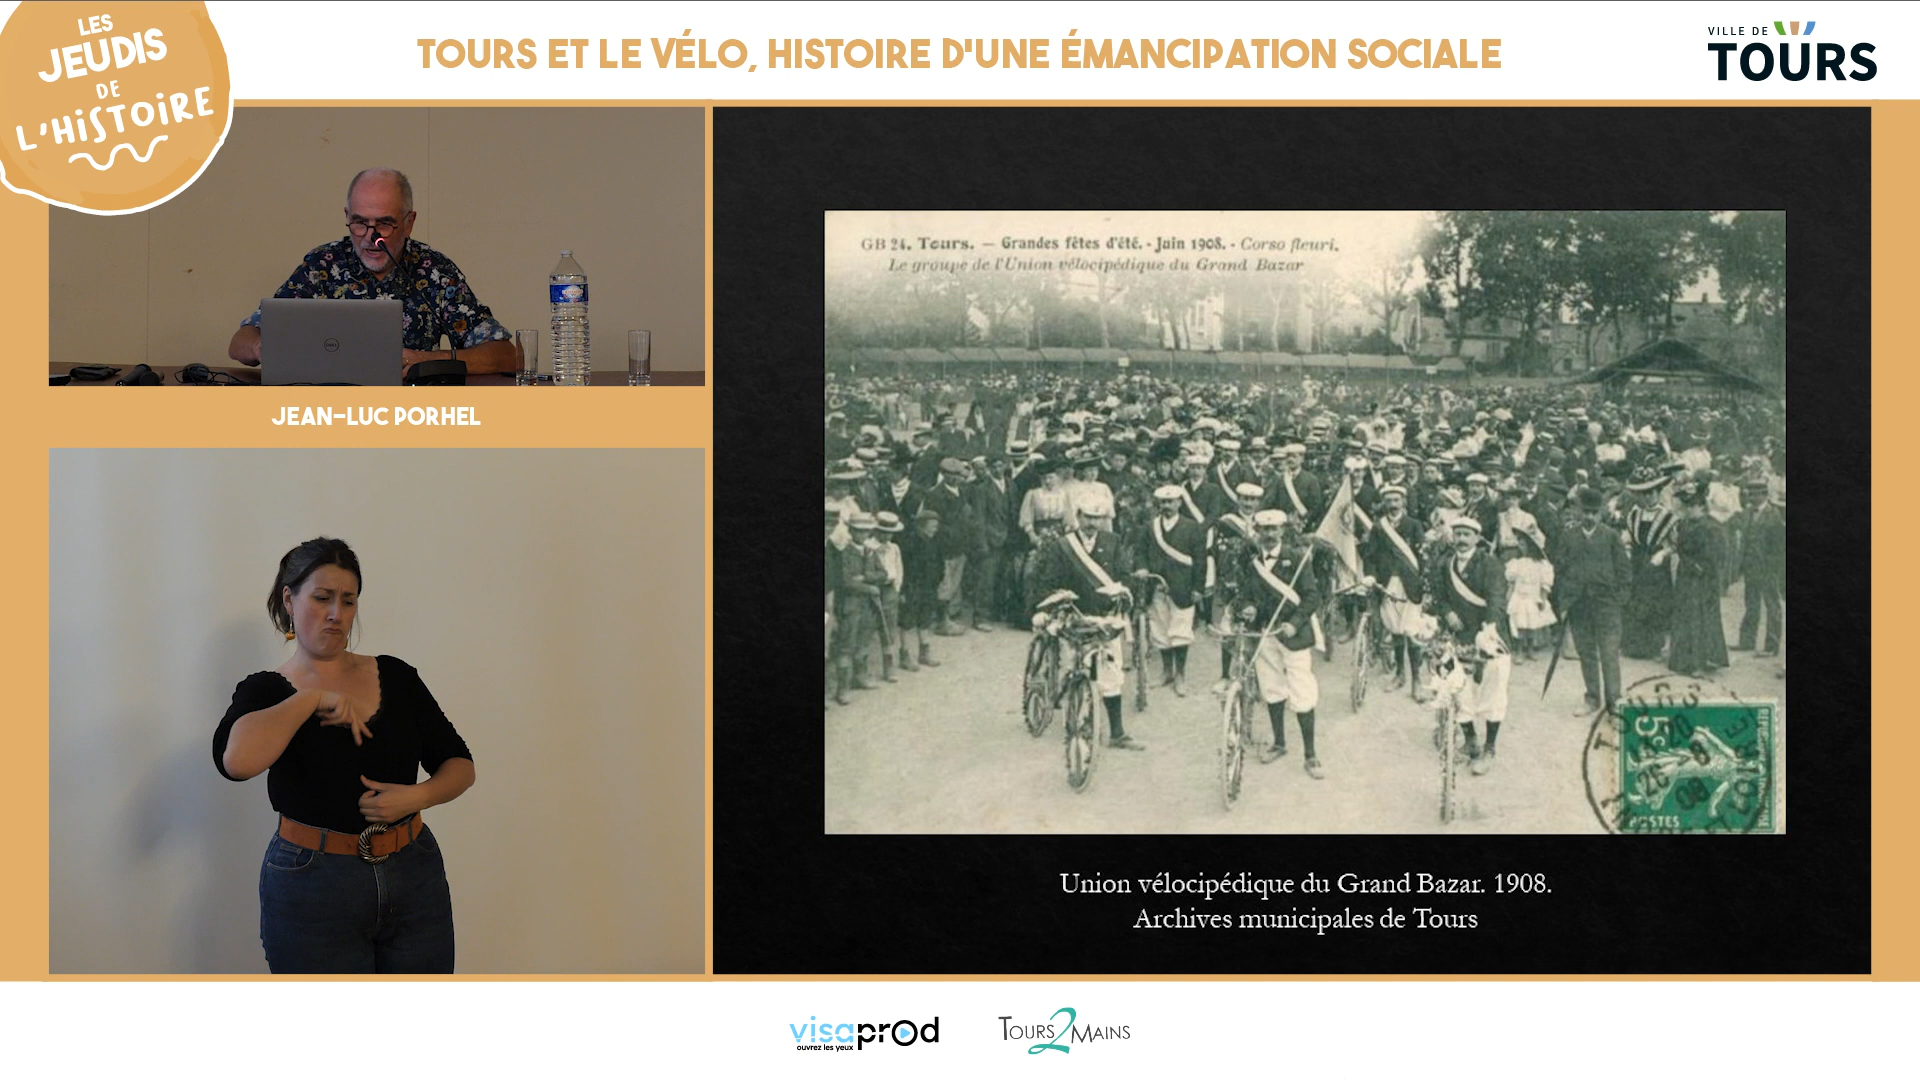 LES
JEUDIS
DE
L'HiSTOiRE
TOURS ET LE VÉLO, HISTOIRE D'UNE ÉMANCIPATION SOCIALE
VILLE DE
TOURS
JEAN-LUC PORHEL
GB 24. Tours. — Grandes fêtes d'été. - Juin 1908. - Corso fleuri.
Le groupe de l'Union vélocipédique du Grand Bazar
5c
POSTES
Union vélocipédique du Grand Bazar. 1908.
Archives municipales de Tours
visaprod
ouvrez les yeux
TOURS 2 MAINS